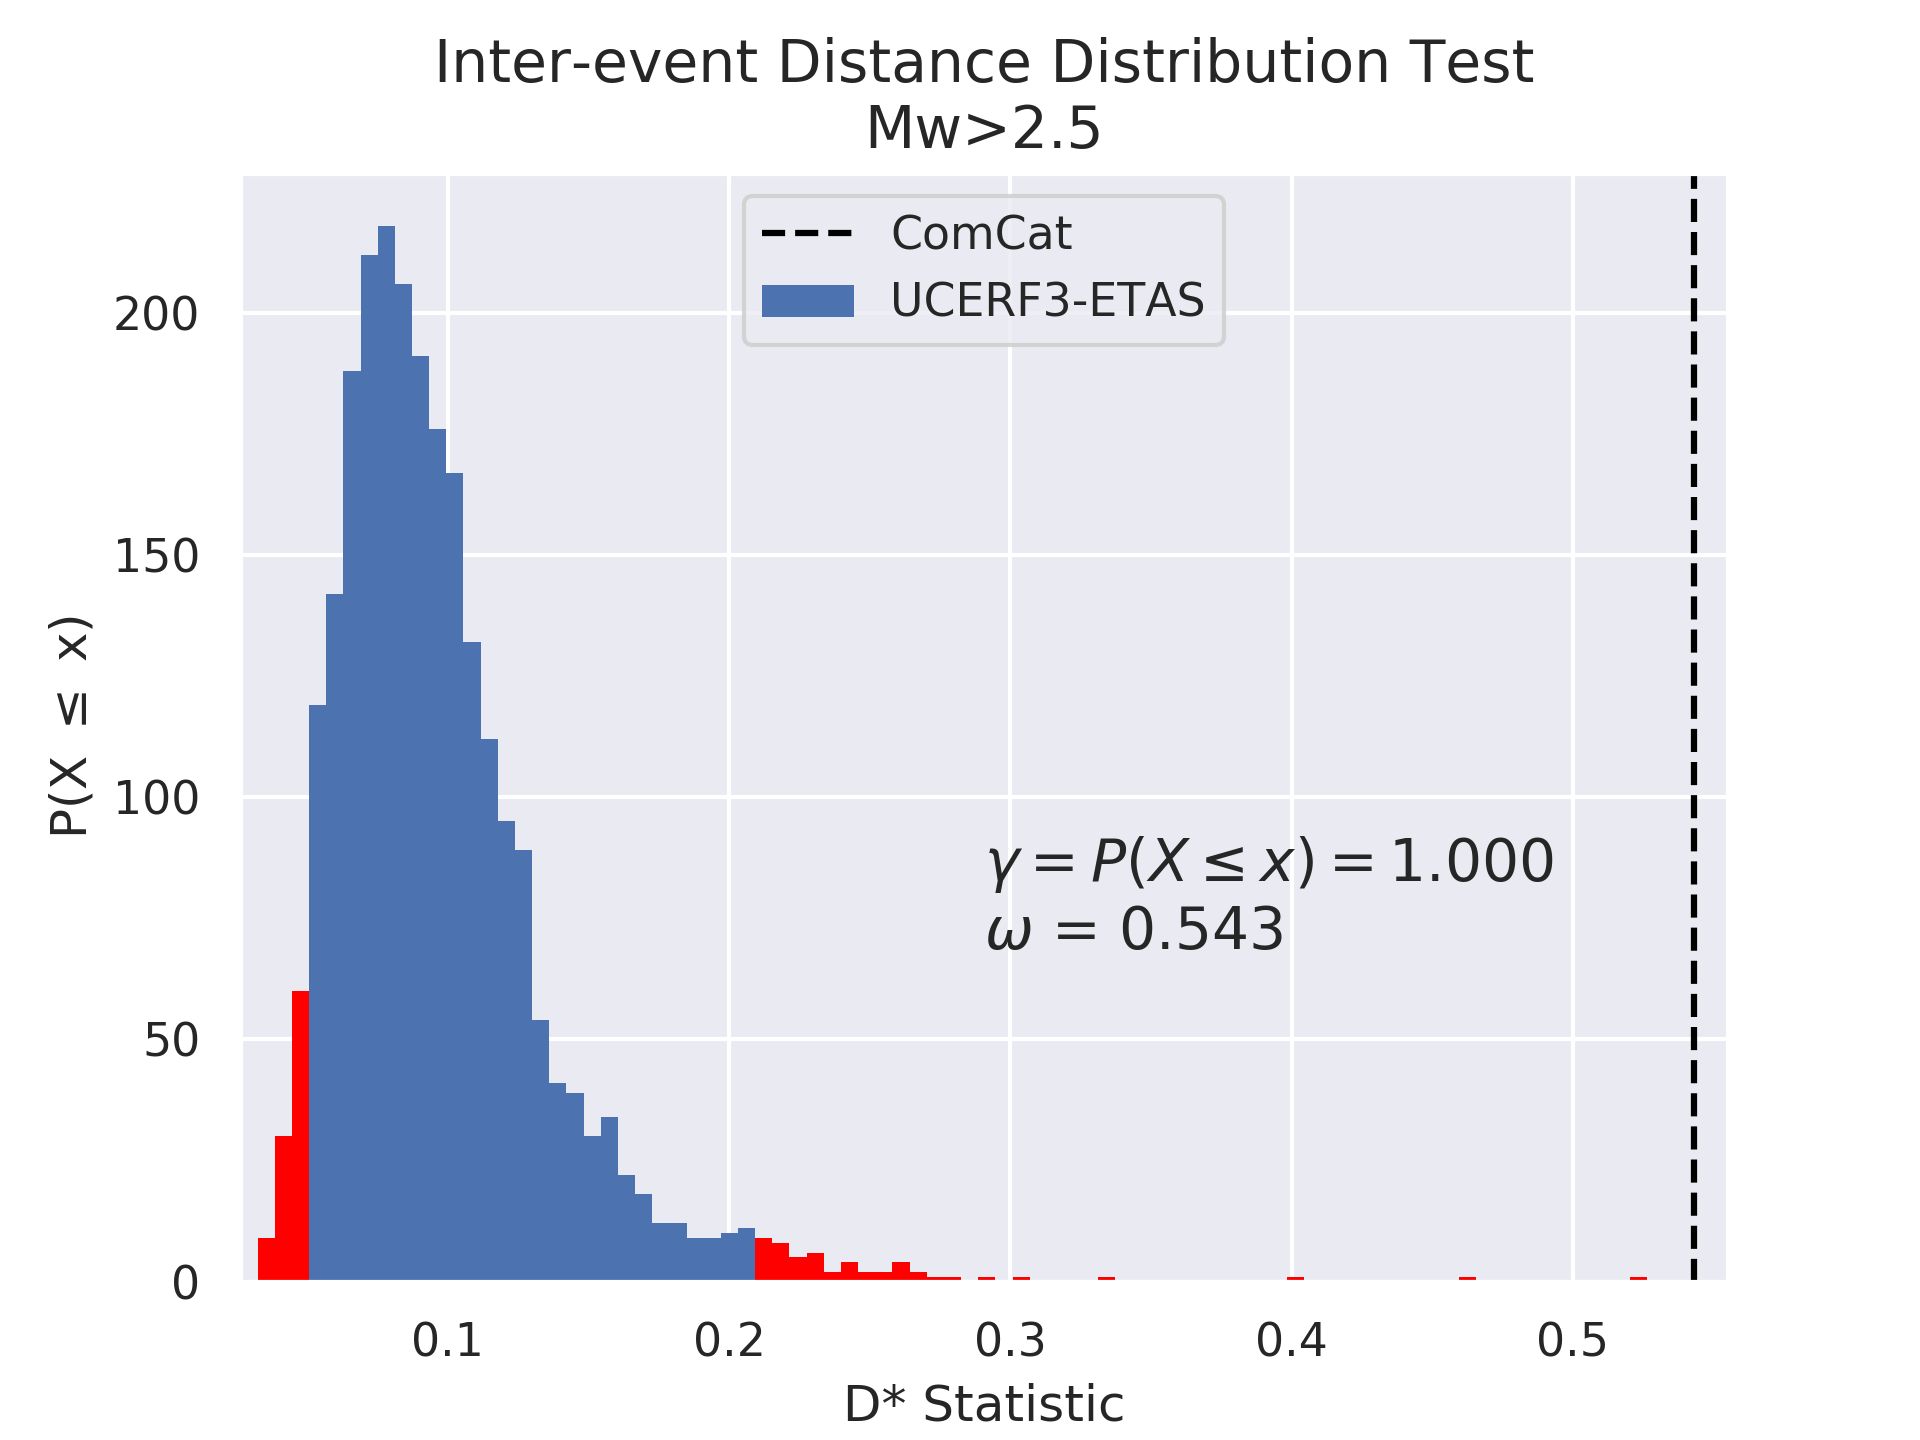 Inter-event Distance Distribution Test
Mw>2.5
ComCat
UCERF3-ETAS
200
150
100
50
0
P(X ≤ x)
γ = P(X ≤ x) = 1.000
ω = 0.543
0.1 0.2 0.3 0.4 0.5
D* Statistic